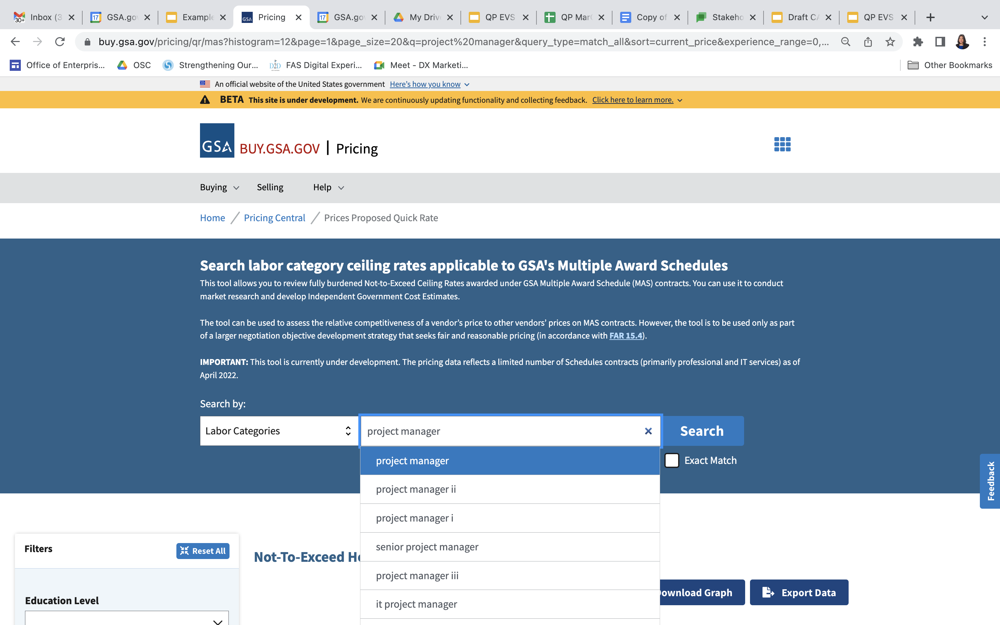 Inbox (3
GSA.gov
Example
Pricing
GSA.gov
My Drive
QP EVS
QP Mar
Copy of
Stakeho
Draft CA
QP EVS
buy.gsa.gov/pricing/qr/mas?histogram=12&page=1&page_size=20&q=project%20manager&query_type=match_all&sort=current_price&experience_range=0,...
Office of Enterpris...
OSC
Strengthening Our...
FAS Digital Experi...
Meet - DX Marketi...
Other Bookmarks
An official website of the United States government Here's how you know
BETA This site is under development. We are continuously updating functionality and collecting feedback. Click here to learn more.
GSA BUY.GSA.GOV | Pricing
Buying Selling Help
Home / Pricing Central / Prices Proposed Quick Rate
Search labor category ceiling rates applicable to GSA's Multiple Award Schedules
This tool allows you to review fully burdened Not-to-Exceed Ceiling Rates awarded under GSA Multiple Award Schedule (MAS) contracts. You can use it to conduct
market research and develop Independent Government Cost Estimates.
The tool can be used to assess the relative competitiveness of a vendor's price to other vendors' prices on MAS contracts. However, the tool is to be used only as part
of a larger negotiation objective development strategy that seeks fair and reasonable pricing (in accordance with FAR 15.4).
IMPORTANT: This tool is currently under development. The pricing data reflects a limited number of Schedules contracts (primarily professional and IT services) as of
April 2022.
Search by:
Labor Categories
project manager
Search
project manager
Exact Match
project manager ii
project manager i
senior project manager
project manager iii
it project manager
Feedback
Filters
Reset All
Not-To-Exceed H
ownload Graph
Export Data
Education Level